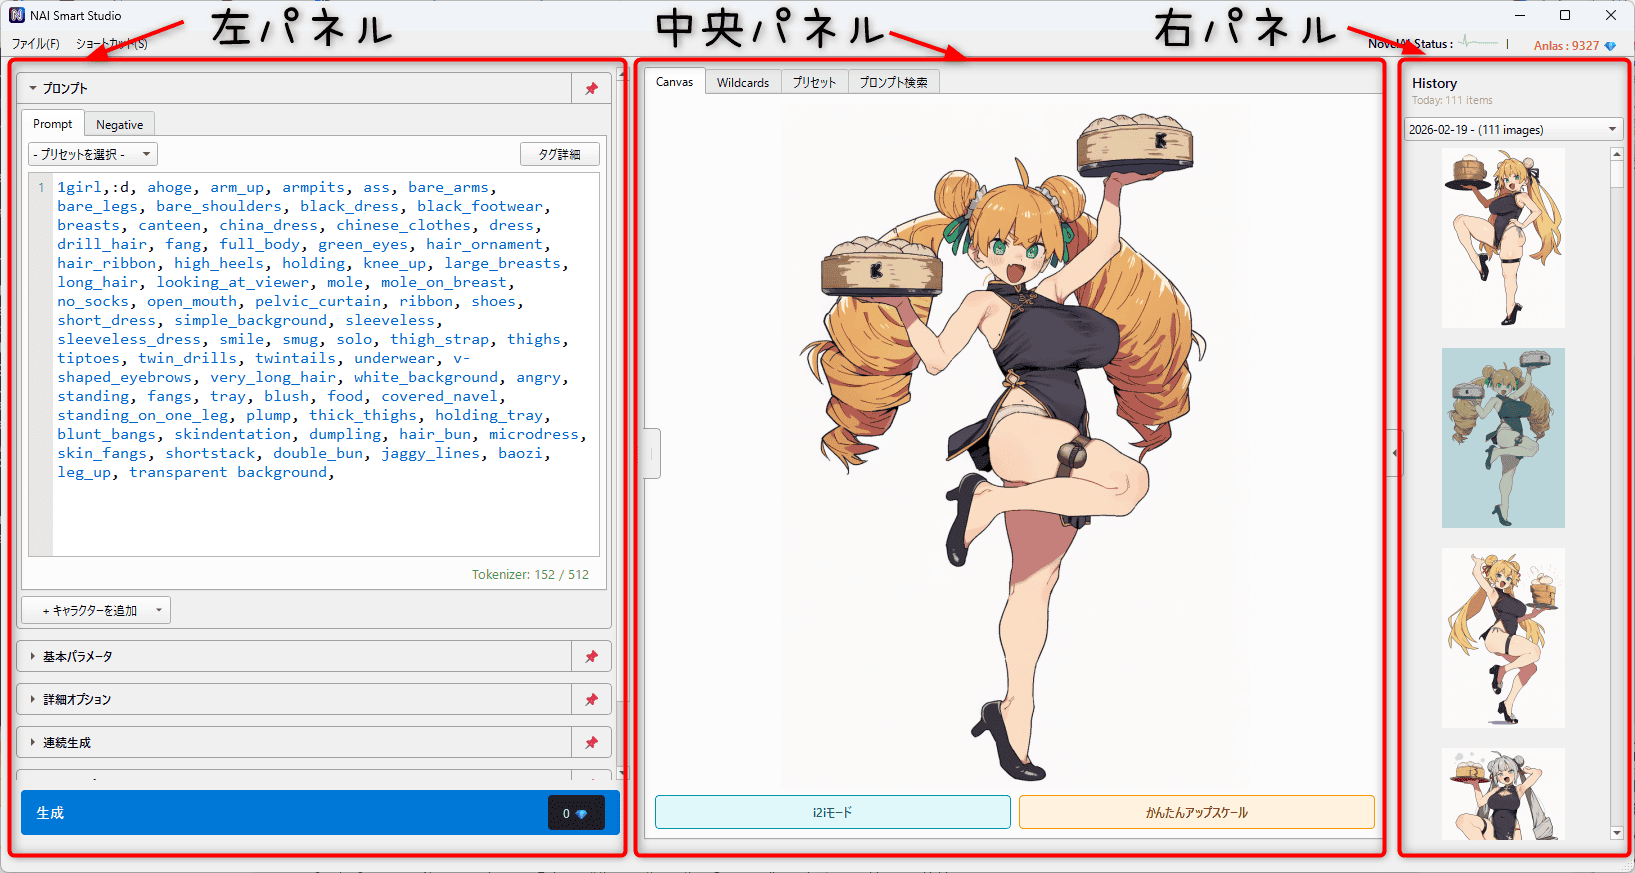 NAI Smart Studio
左パネル
中央パネル
右パネル
ファイル(F) ショートカット(S)
NovelAI Status :
Anlas : 9327
プロンプト
Prompt Negative
- プリセットを選択 -
タグ詳細
1
1girl,:d, ahoge, arm_up, armpits, ass, bare_arms,
bare_legs, bare_shoulders, black_dress, black_footwear,
breasts, canteen, china_dress, chinese_clothes, dress,
drill_hair, fang, full_body, green_eyes, hair_ornament,
hair_ribbon, high_heels, holding, knee_up, large_breasts,
long_hair, looking_at_viewer, mole, mole_on_breast,
no_socks, open_mouth, pelvic_curtain, ribbon, shoes,
short_dress, simple_background, sleeveless,
sleeveless_dress, smile, smug, solo, thigh_strap, thighs,
tiptoes, twin_drills, twintails, underwear, v-
shaped_eyebrows, very_long_hair, white_background, angry,
standing, fangs, tray, blush, food, covered_navel,
standing_on_one_leg, plump, thick_thighs, holding_tray,
blunt_bangs, skindentation, dumpling, hair_bun, microdress,
skin_fangs, shortstack, double_bun, jaggy_lines, baozi,
leg_up, transparent background,
Tokenizer: 152 / 512
+ キャラクターを追加
基本パラメータ
詳細オプション
連続生成
生成
0
Canvas Wildcards プリセット プロンプト検索
K
K
i2iモード
かんたんアップスケール
History
Today: 111 items
2026-02-19 - (111 images)